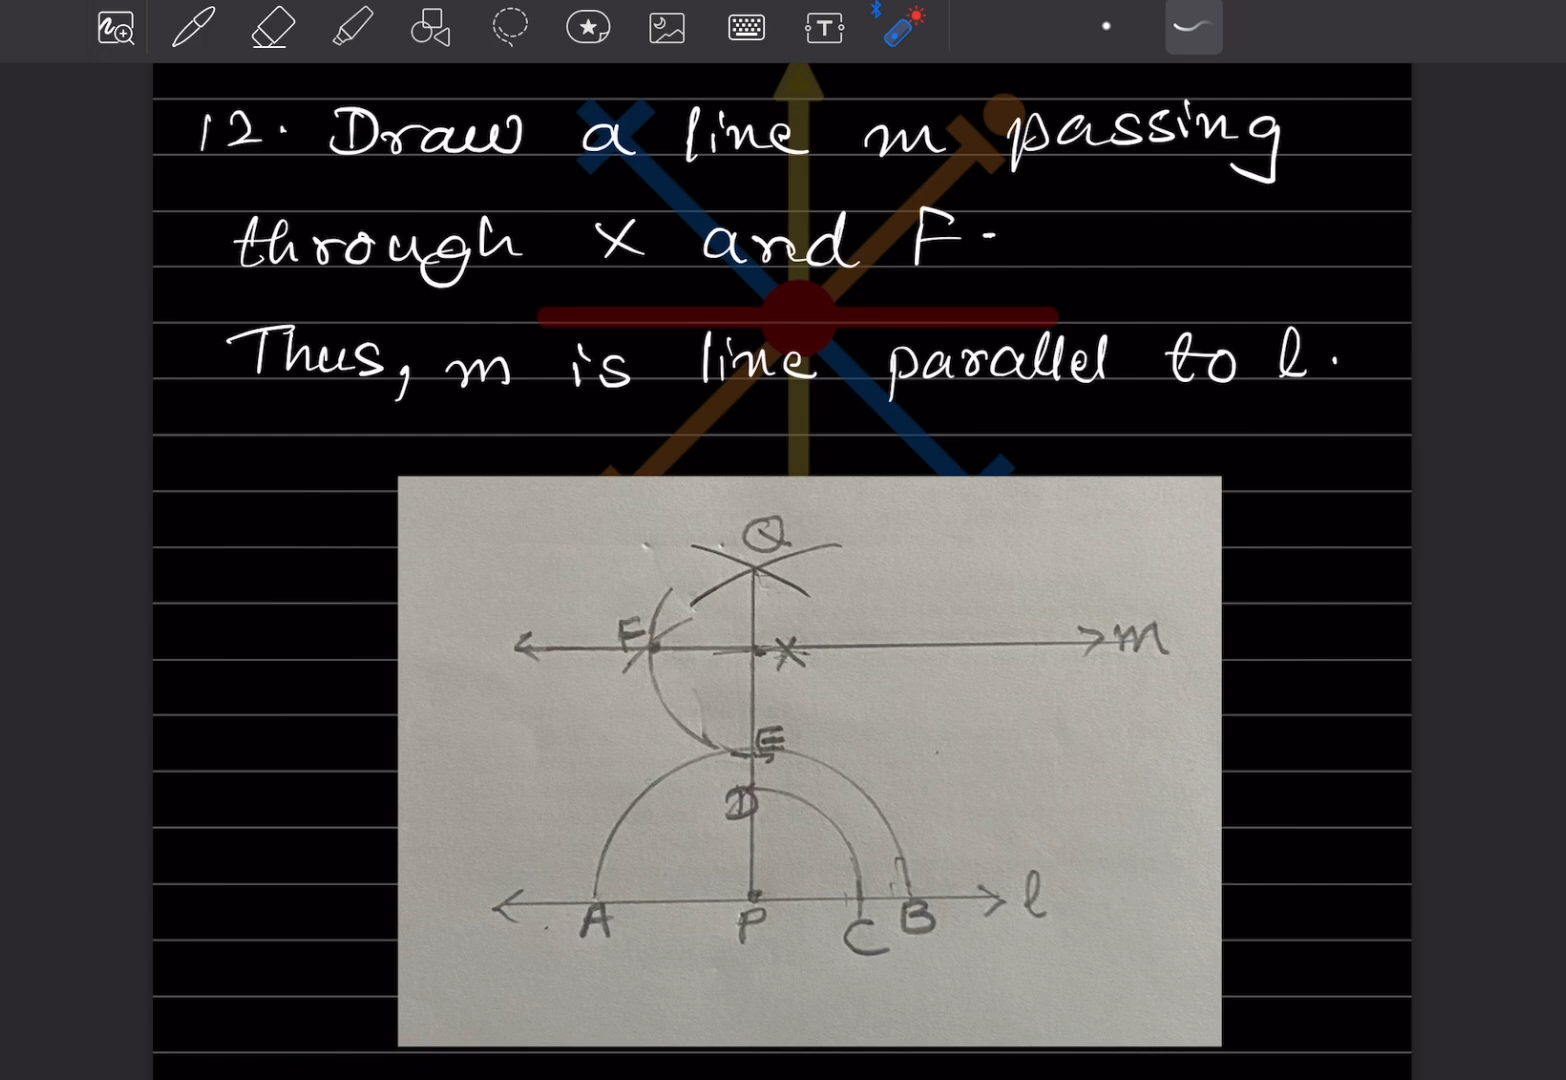 12. Draw a line m passing
through X and F.
Thus, m is line parallel to l.
Q
F X m
E
D
A P C B l